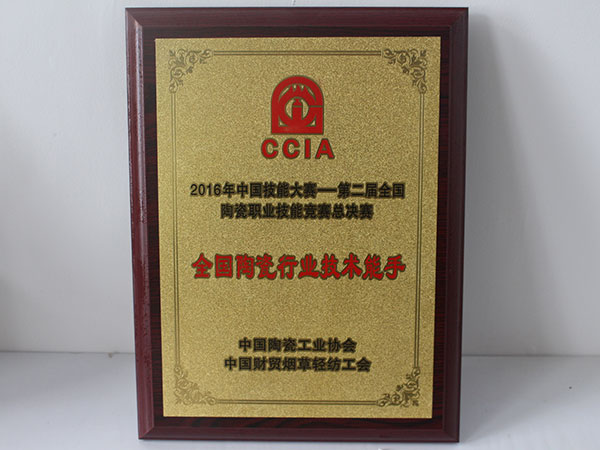 CCIA
2016年中国技能大赛——第二届全国
陶瓷职业技能竞赛总决赛
全国陶瓷行业技术能手
中国陶瓷工业协会
中国财贸烟草轻纺工会